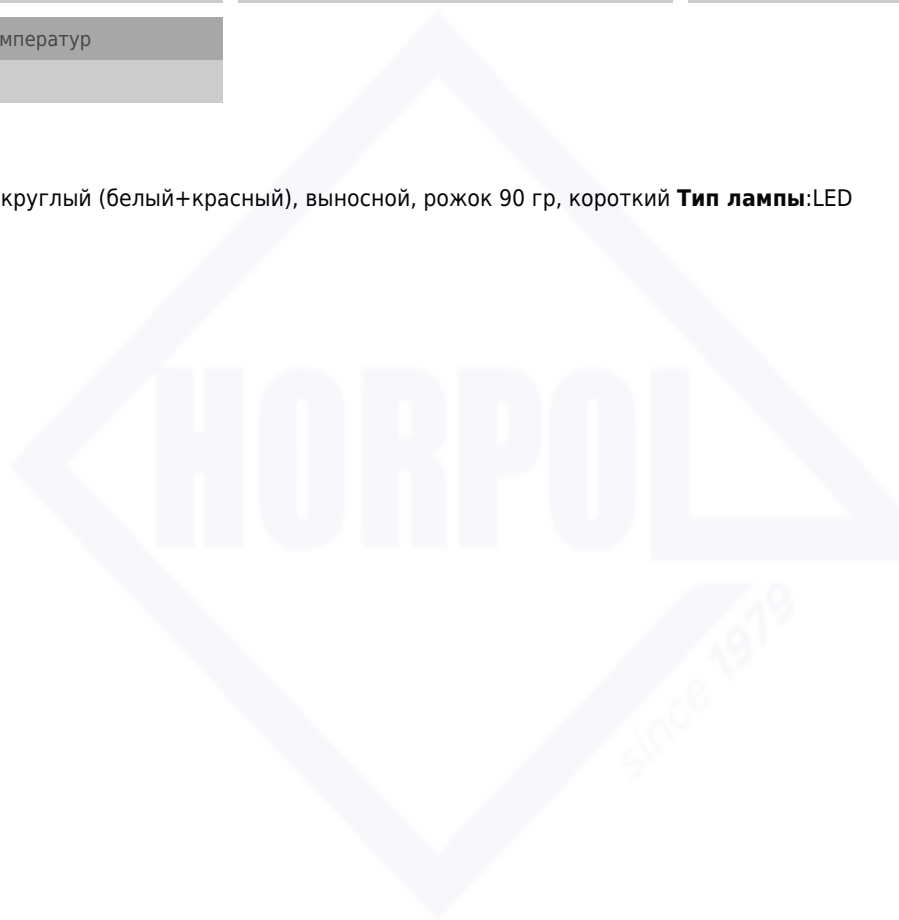 мператур
круглый (белый+красный), выносной, рожок 90 гр, короткий Тип лампы:LED
HORPOL
since 1979